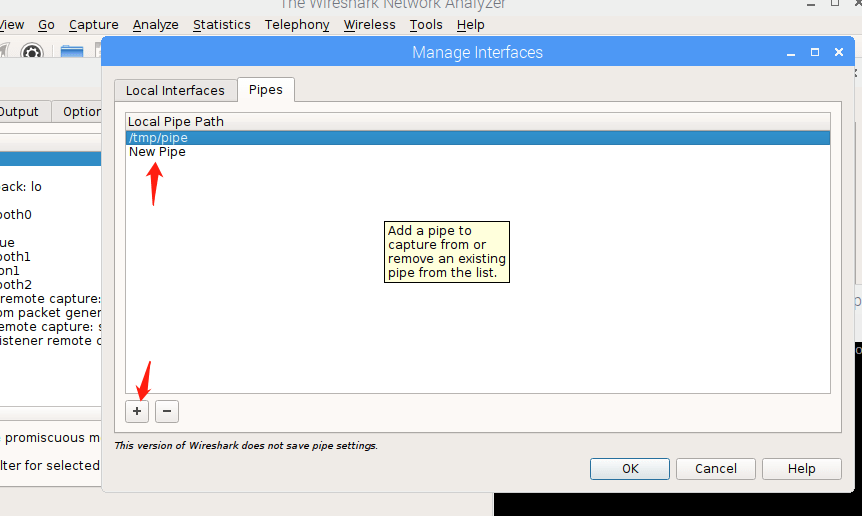 The Wireshark Network Analyzer
View Go Capture Analyze Statistics Telephony Wireless Tools Help
Manage Interfaces
Output Option
Local Interfaces Pipes
Local Pipe Path
/tmp/pipe
New Pipe
ack: lo
ooth0
ue
ooth1
on1
ooth2
remote capture:
om packet gener
emote capture: s
istener remote c
Add a pipe to
capture from or
remove an existing
pipe from the list.
+ −
promiscuous m
This version of Wireshark does not save pipe settings.
lter for selected
OK Cancel Help